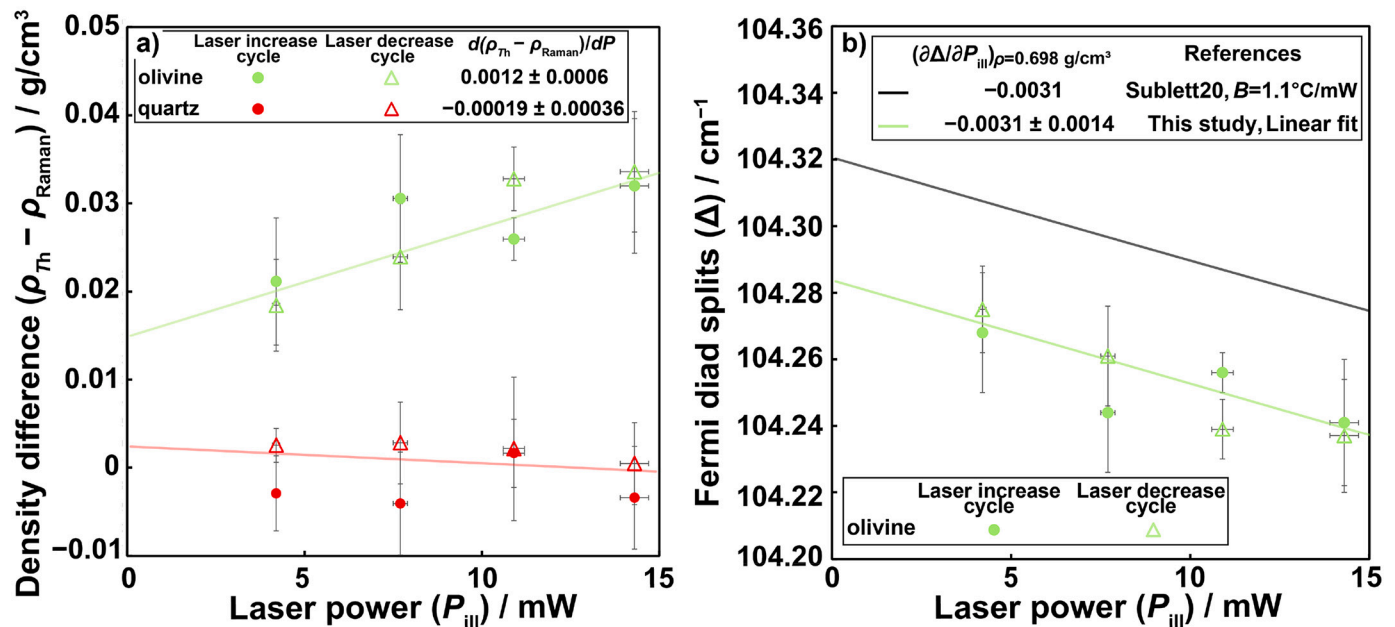 a)
Laser increase cycle Laser decrease cycle d(ρTh − ρRaman)/dP
olivine 0.0012 ± 0.0006
quartz −0.00019 ± 0.00036
Density difference (ρTh − ρRaman) / g/cm³
0.05
0.04
0.03
0.02
0.01
0
−0.01
0 5 10 15
Laser power (Pill) / mW
b)
(∂Δ/∂Pill)ρ=0.698 g/cm³ References
−0.0031 Sublett20, B=1.1°C/mW
−0.0031 ± 0.0014 This study, Linear fit
Fermi diad splits (Δ) / cm⁻¹
104.36
104.34
104.32
104.30
104.28
104.26
104.24
104.22
104.20
Laser increase cycle Laser decrease cycle
olivine
0 5 10 15
Laser power (Pill) / mW